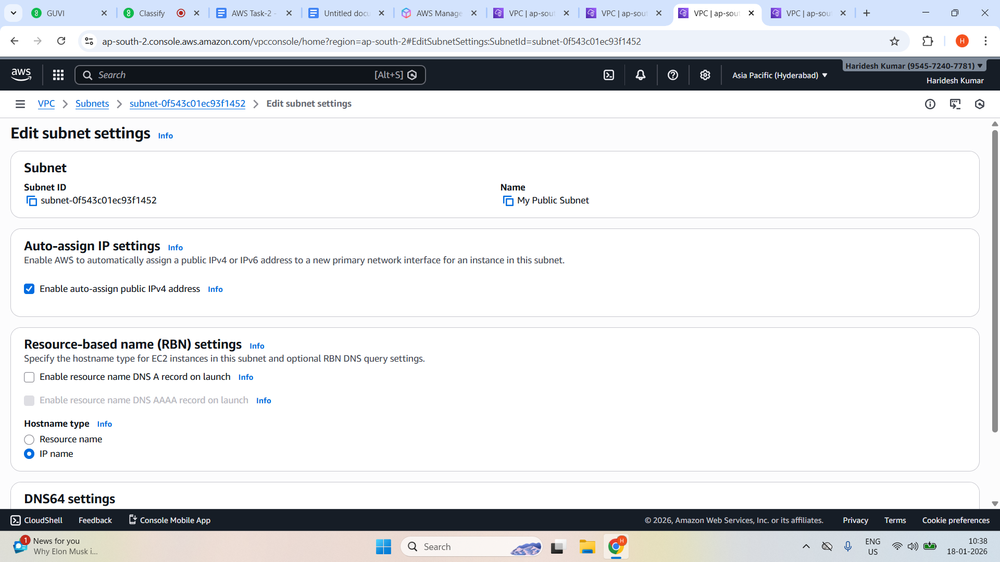 GUVI
Classify
AWS Task-2 -
Untitled docu
AWS Manage
VPC | ap-sout
VPC | ap-sout
VPC | ap-sout
VPC | ap-sout
ap-south-2.console.aws.amazon.com/vpcconsole/home?region=ap-south-2#EditSubnetSettings:SubnetId=subnet-0f543c01ec93f1452
H
aws
Search
[Alt+S]
Asia Pacific (Hyderabad)
Haridesh Kumar (9545-7240-7781)
Haridesh Kumar
VPC
Subnets
subnet-0f543c01ec93f1452
Edit subnet settings
Edit subnet settings Info
Subnet
Subnet ID
subnet-0f543c01ec93f1452
Name
My Public Subnet
Auto-assign IP settings Info
Enable AWS to automatically assign a public IPv4 or IPv6 address to a new primary network interface for an instance in this subnet.
Enable auto-assign public IPv4 address Info
Resource-based name (RBN) settings Info
Specify the hostname type for EC2 instances in this subnet and optional RBN DNS query settings.
Enable resource name DNS A record on launch Info
Enable resource name DNS AAAA record on launch Info
Hostname type Info
Resource name
IP name
DNS64 settings
CloudShell
Feedback
Console Mobile App
© 2026, Amazon Web Services, Inc. or its affiliates.
Privacy
Terms
Cookie preferences
1
News for you
Why Elon Musk i...
Search
H
ENG
US
10:38
18-01-2026